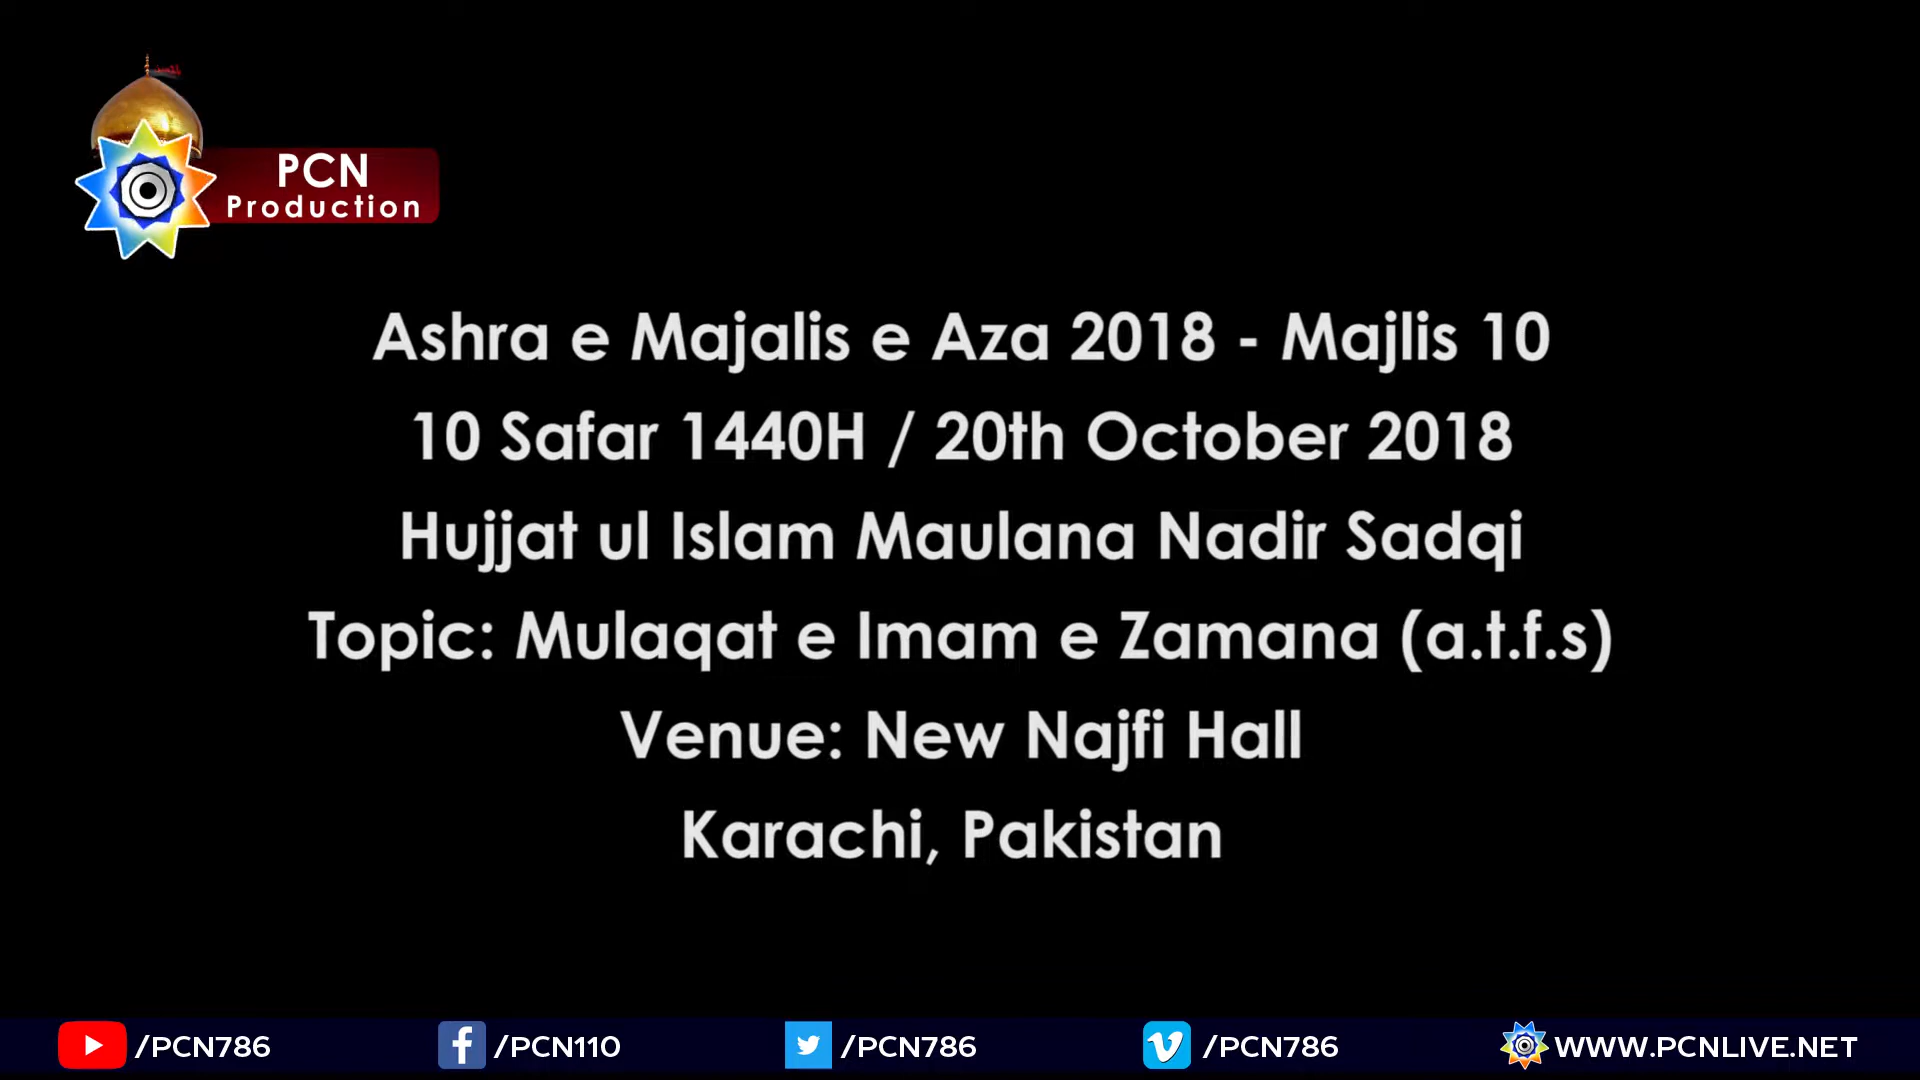 PCN
Production
Ashra e Majalis e Aza 2018 - Majlis 10
10 Safar 1440H / 20th October 2018
Hujjat ul Islam Maulana Nadir Sadqi
Topic: Mulaqat e Imam e Zamana (a.t.f.s)
Venue: New Najfi Hall
Karachi, Pakistan
/PCN786 /PCN110 /PCN786 /PCN786 WWW.PCNLIVE.NET